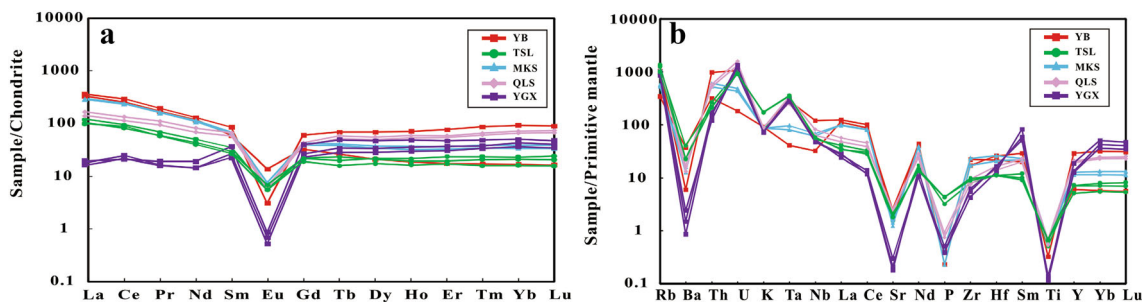 a
Sample/Chondrite
10000
1000
100
10
1
0.1
YB
TSL
MKS
QLS
YGX
La Ce Pr Nd Sm Eu Gd Tb Dy Ho Er Tm Yb Lu
b
Sample/Primitive mantle
10000
1000
100
10
1
0.1
YB
TSL
MKS
QLS
YGX
Rb Ba Th U K Ta Nb La Ce Sr Nd P Zr Hf Sm Ti Y Yb Lu